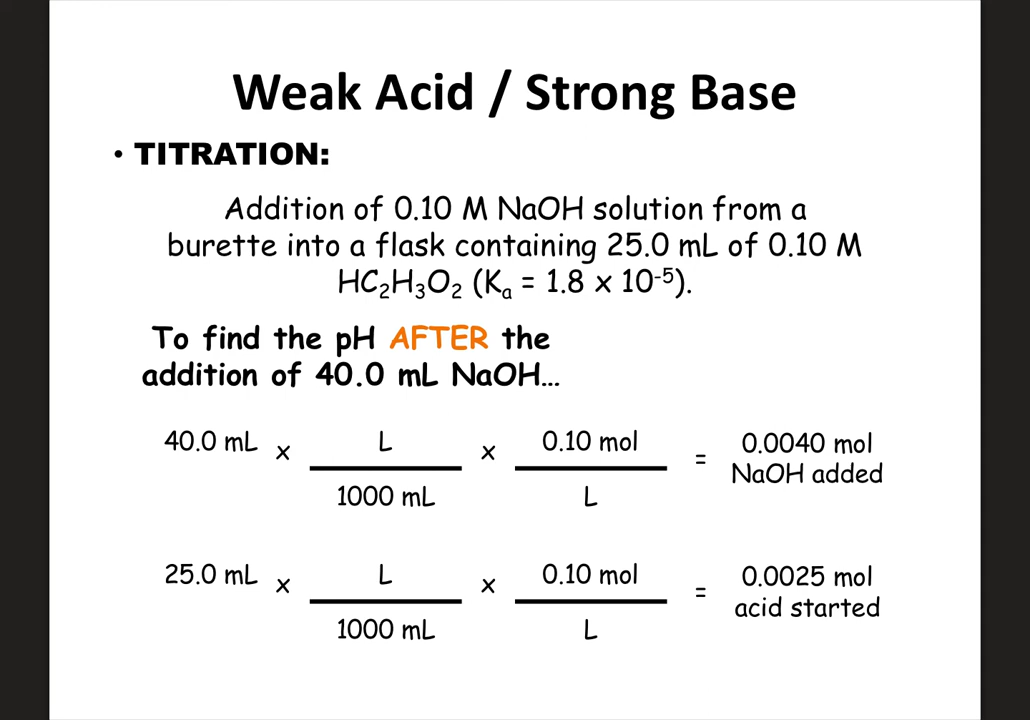 Weak Acid / Strong Base
• TITRATION:
Addition of 0.10 M NaOH solution from a
burette into a flask containing 25.0 mL of 0.10 M
HC₂H₃O₂ (Kₐ = 1.8 x 10⁻⁵).
To find the pH AFTER the
addition of 40.0 mL NaOH...
40.0 mL x L x 0.10 mol = 0.0040 mol
1000 mL L NaOH added
25.0 mL x L x 0.10 mol = 0.0025 mol
1000 mL L acid started